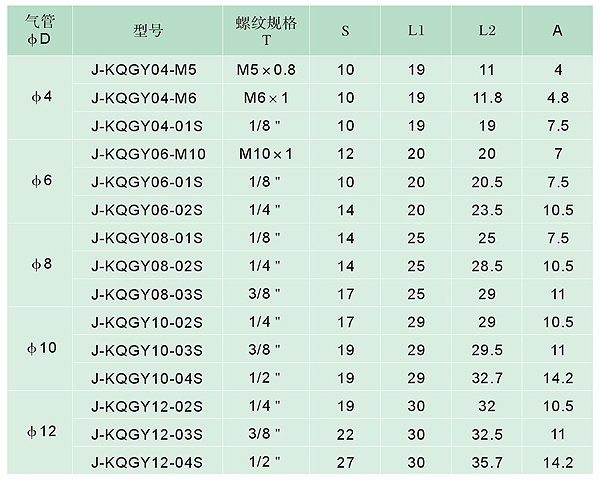 气管 φD 型号 螺纹规格 T S L1 L2 A
φ4 J-KQGY04-M5 M5×0.8 10 19 11 4
J-KQGY04-M6 M6×1 10 19 11.8 4.8
J-KQGY04-01S 1/8" 10 19 19 7.5
φ6 J-KQGY06-M10 M10×1 12 20 20 7
J-KQGY06-01S 1/8" 10 20 20.5 7.5
J-KQGY06-02S 1/4" 14 20 23.5 10.5
φ8 J-KQGY08-01S 1/8" 14 25 25 7.5
J-KQGY08-02S 1/4" 14 25 28.5 10.5
J-KQGY08-03S 3/8" 17 25 29 11
φ10 J-KQGY10-02S 1/4" 17 29 29 10.5
J-KQGY10-03S 3/8" 19 29 29.5 11
J-KQGY10-04S 1/2" 19 29 32.7 14.2
φ12 J-KQGY12-02S 1/4" 19 30 32 10.5
J-KQGY12-03S 3/8" 22 30 32.5 11
J-KQGY12-04S 1/2" 27 30 35.7 14.2